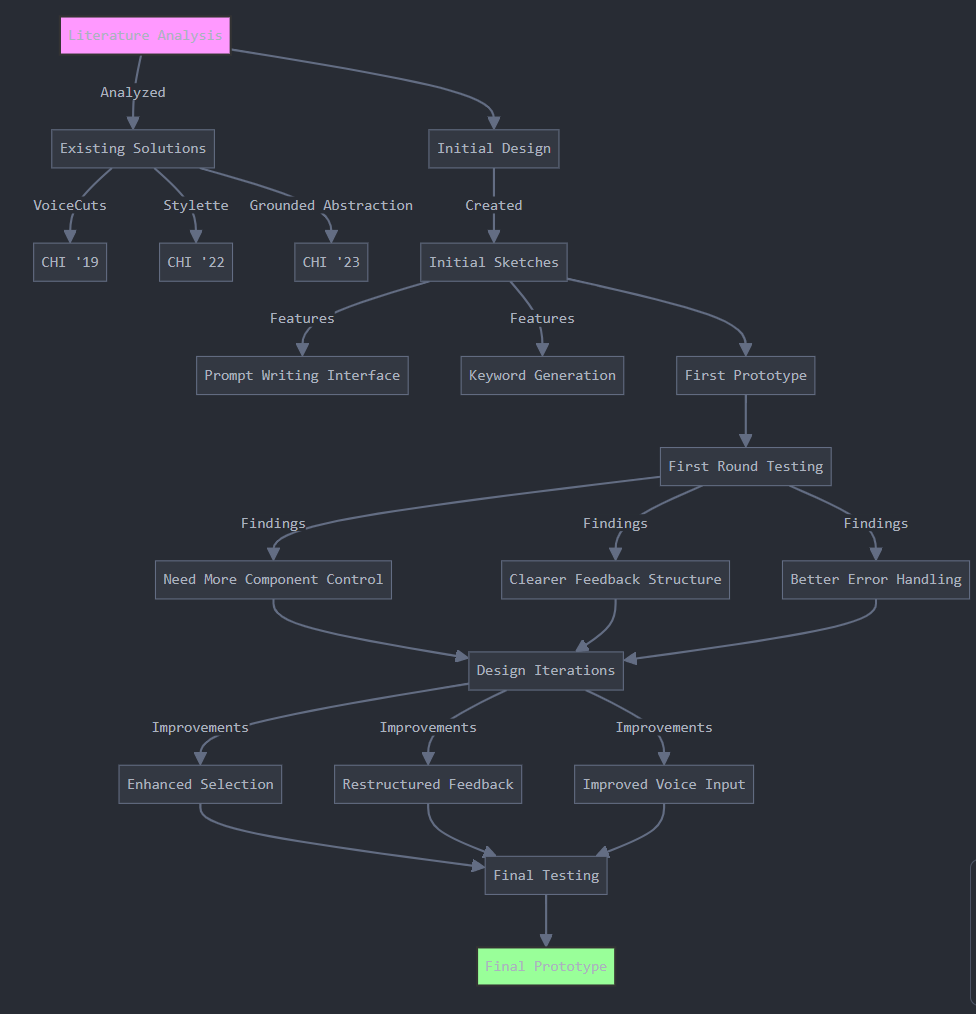 Literature Analysis
Analyzed
Existing Solutions
Initial Design
VoiceCuts
Stylette
Grounded Abstraction
Created
CHI '19
CHI '22
CHI '23
Initial Sketches
Features
Features
Prompt Writing Interface
Keyword Generation
First Prototype
First Round Testing
Findings
Findings
Findings
Need More Component Control
Clearer Feedback Structure
Better Error Handling
Design Iterations
Improvements
Improvements
Improvements
Enhanced Selection
Restructured Feedback
Improved Voice Input
Final Testing
Final Prototype